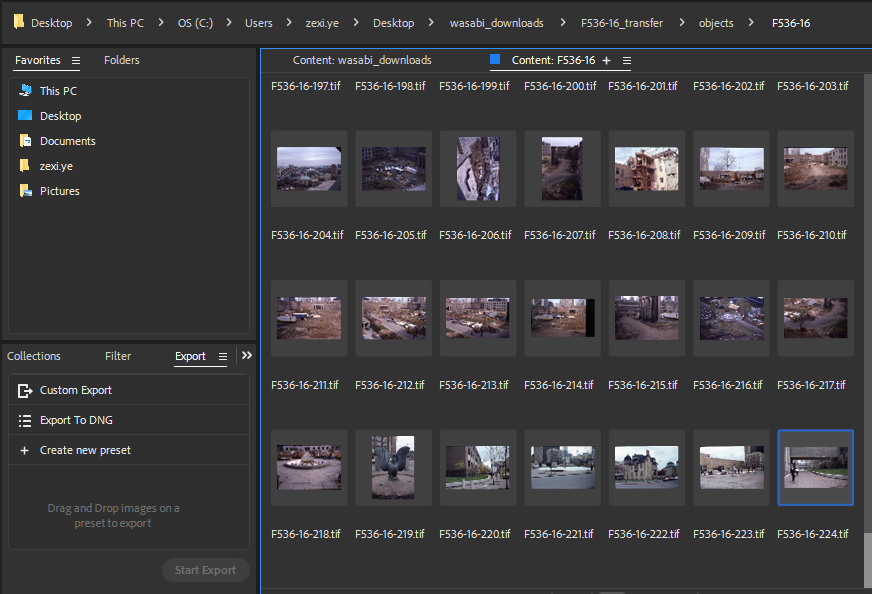 Desktop > This PC > OS (C:) > Users > zexi.ye > Desktop > wasabi_downloads > F536-16_transfer > objects > F536-16
Favorites Folders
This PC
Desktop
Documents
zexi.ye
Pictures
Collections Filter Export
Custom Export
Export To DNG
+ Create new preset
Drag and Drop images on a
preset to export
Start Export
Content: wasabi_downloads Content: F536-16 +
F536-16-197.tif F536-16-198.tif F536-16-199.tif F536-16-200.tif F536-16-201.tif F536-16-202.tif F536-16-203.tif
F536-16-204.tif F536-16-205.tif F536-16-206.tif F536-16-207.tif F536-16-208.tif F536-16-209.tif F536-16-210.tif
F536-16-211.tif F536-16-212.tif F536-16-213.tif F536-16-214.tif F536-16-215.tif F536-16-216.tif F536-16-217.tif
F536-16-218.tif F536-16-219.tif F536-16-220.tif F536-16-221.tif F536-16-222.tif F536-16-223.tif F536-16-224.tif